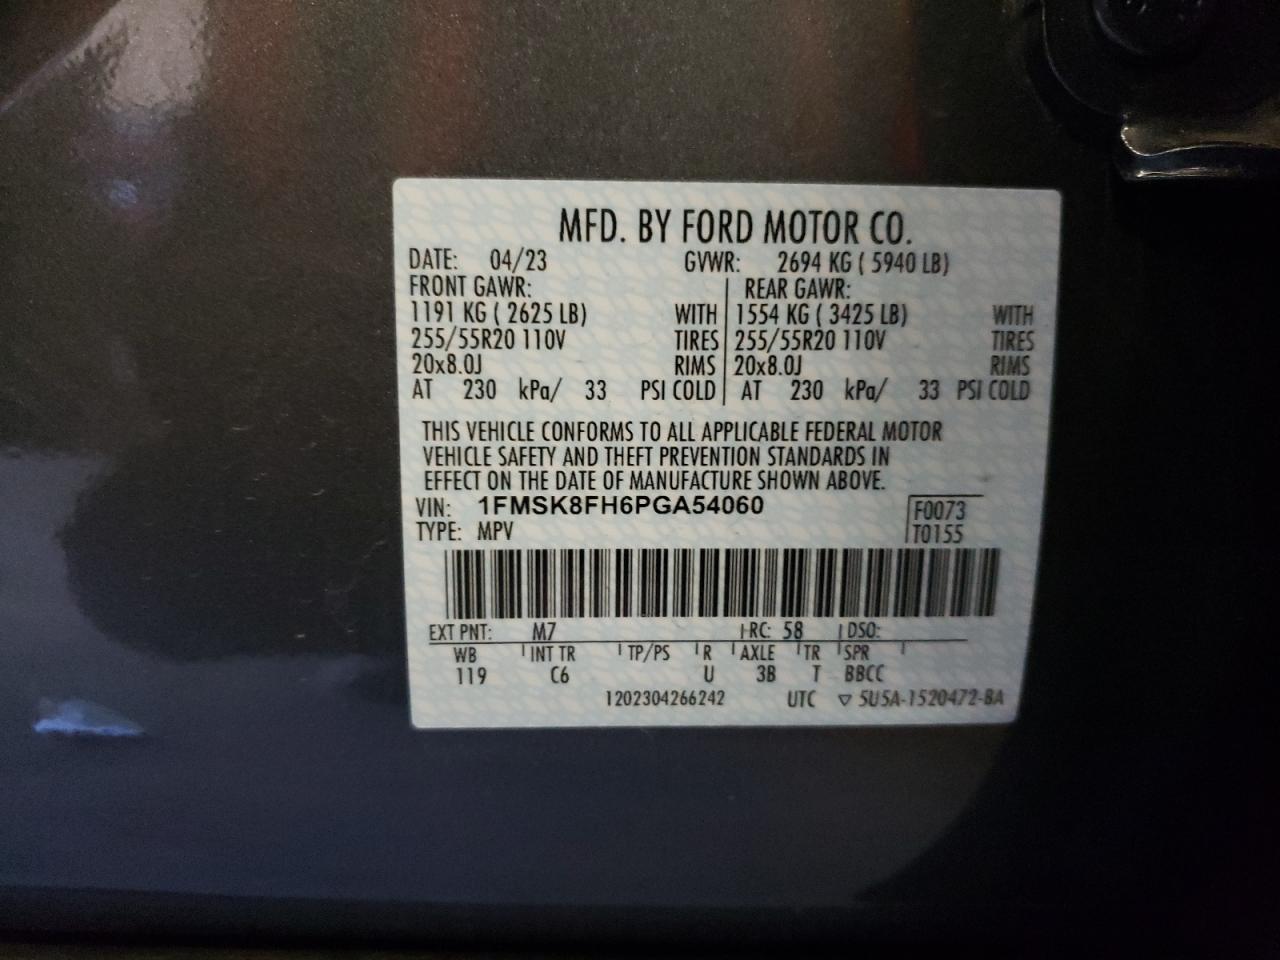 MFD. BY FORD MOTOR CO.
DATE: 04/23 GVWR: 2694 KG ( 5940 LB)
FRONT GAWR: REAR GAWR:
1191 KG ( 2625 LB) WITH 1554 KG ( 3425 LB) WITH
255/55R20 110V TIRES 255/55R20 110V TIRES
20x8.0J RIMS 20x8.0J RIMS
AT 230 kPa/ 33 PSI COLD AT 230 kPa/ 33 PSI COLD
THIS VEHICLE CONFORMS TO ALL APPLICABLE FEDERAL MOTOR
VEHICLE SAFETY AND THEFT PREVENTION STANDARDS IN
EFFECT ON THE DATE OF MANUFACTURE SHOWN ABOVE.
VIN: 1FMSK8FH6PGA54060 F0073
TYPE: MPV T0155
EXT PNT: M7 RC: 58 DSO:
WB INT TR TP/PS R AXLE TR SPR
119 C6 U 3B T BBCC
1202304266242 UTC ▽ 5U5A-1520472-BA